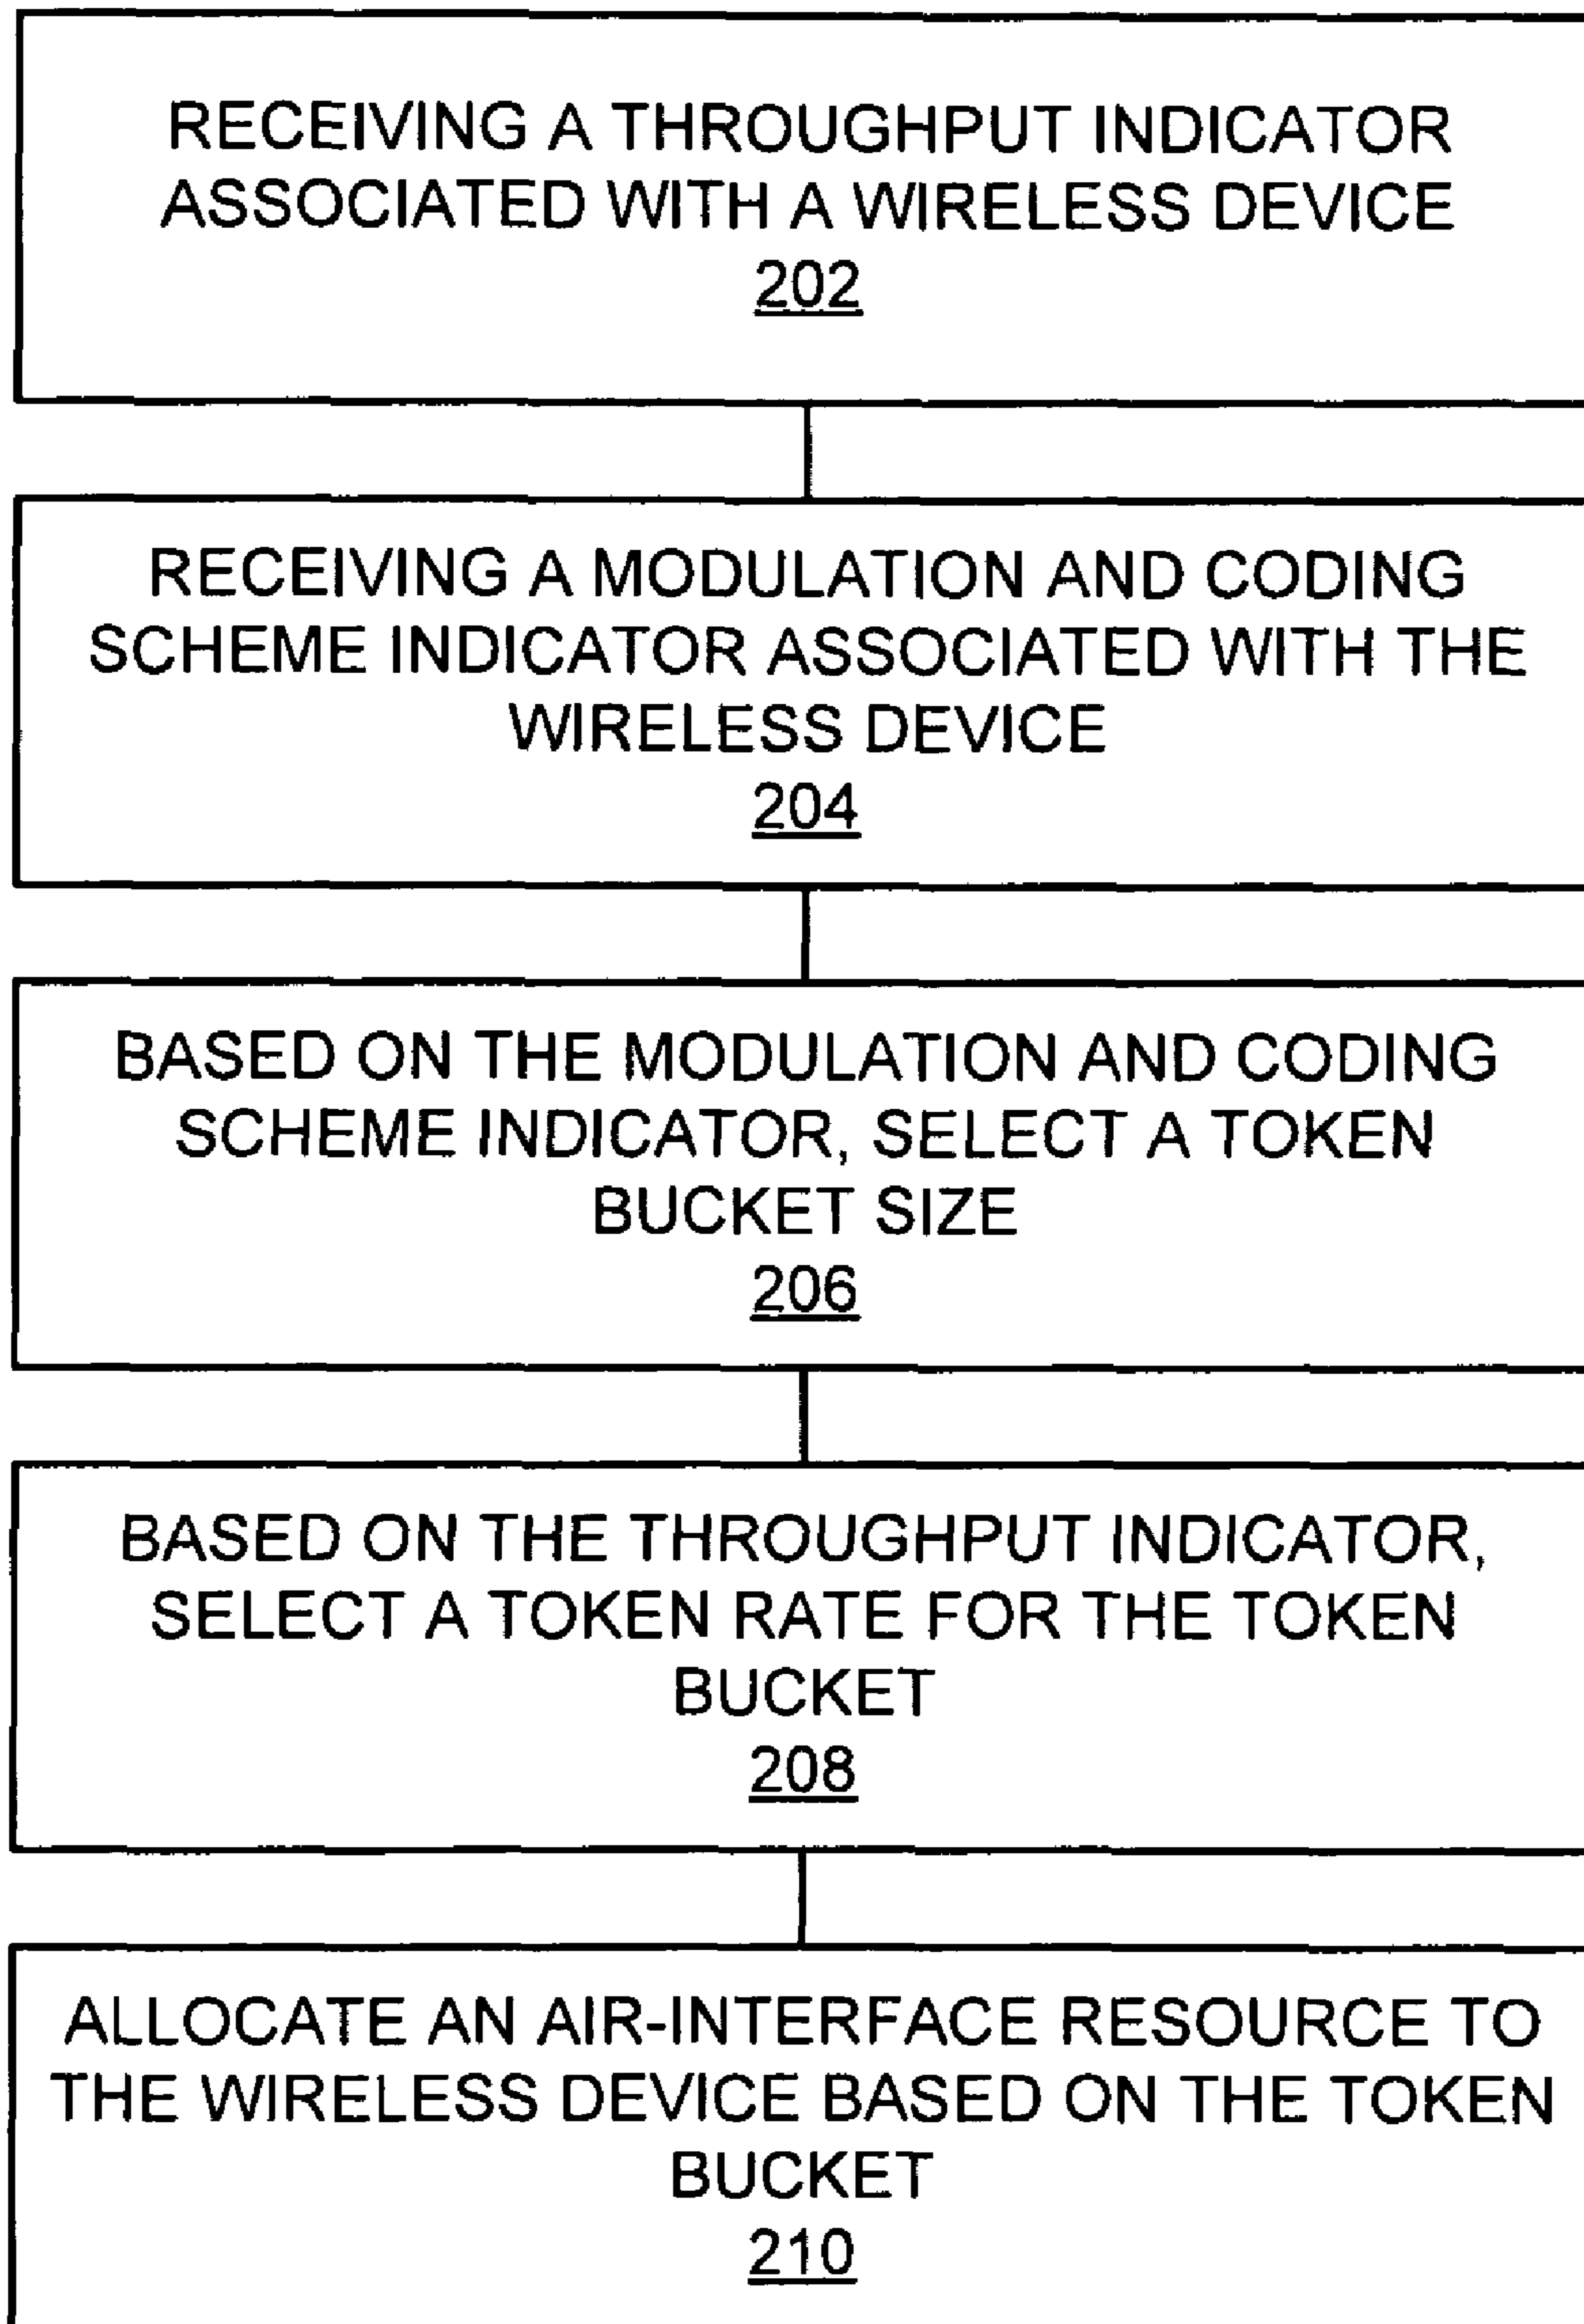 RECEIVING A THROUGHPUT INDICATOR
ASSOCIATED WITH A WIRELESS DEVICE
202
RECEIVING A MODULATION AND CODING
SCHEME INDICATOR ASSOCIATED WITH THE
WIRELESS DEVICE
204
BASED ON THE MODULATION AND CODING
SCHEME INDICATOR, SELECT A TOKEN
BUCKET SIZE
206
BASED ON THE THROUGHPUT INDICATOR,
SELECT A TOKEN RATE FOR THE TOKEN
BUCKET
208
ALLOCATE AN AIR-INTERFACE RESOURCE TO
THE WIRELESS DEVICE BASED ON THE TOKEN
BUCKET
210